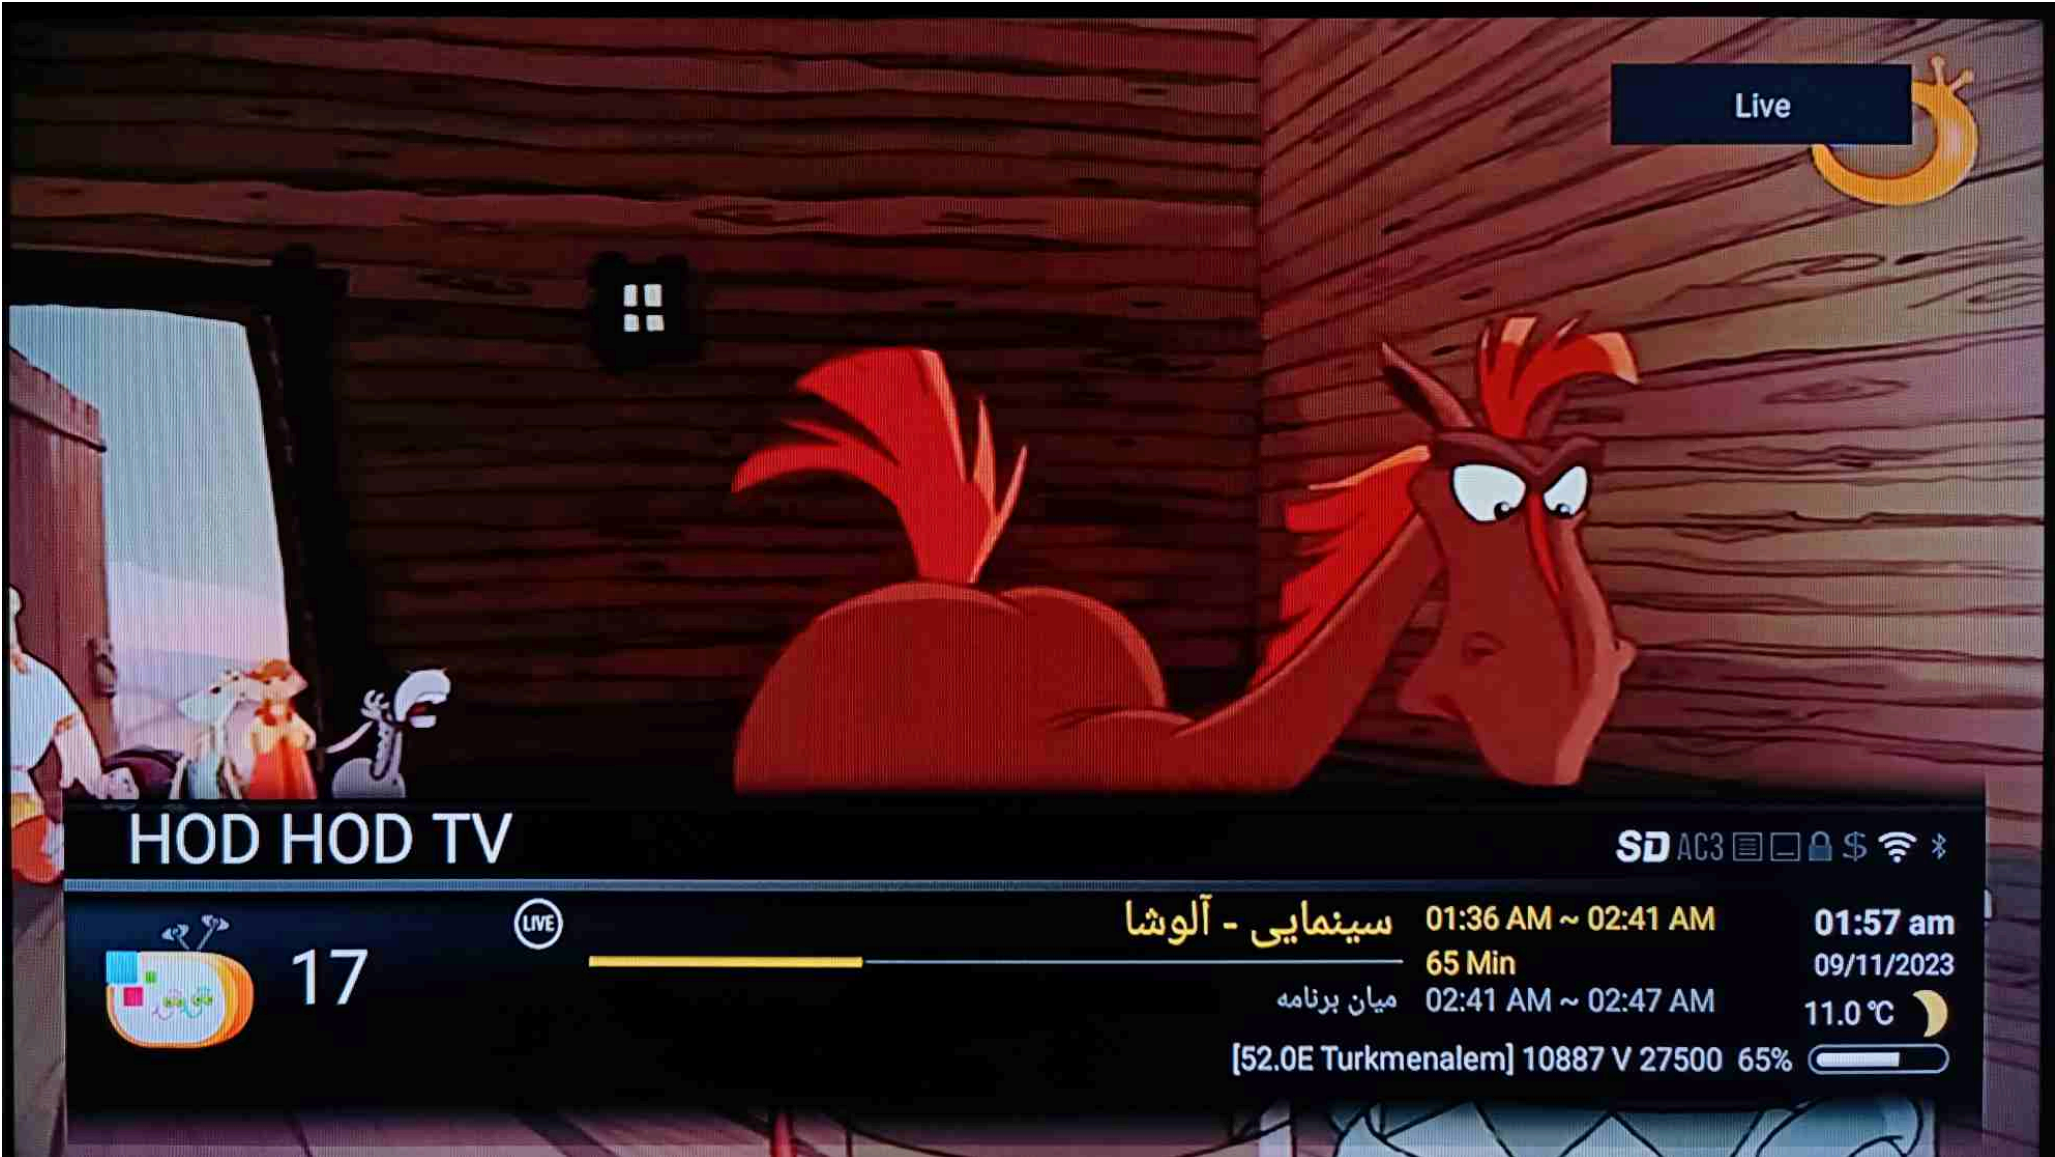 Live
HOD HOD TV
SD AC3 $
LIVE
سینمایی - آلوشا 01:36 AM ~ 02:41 AM
01:57 am
17
65 Min
09/11/2023
میان برنامه 02:41 AM ~ 02:47 AM
11.0 °C
[52.0E Turkmenalem] 10887 V 27500 65%